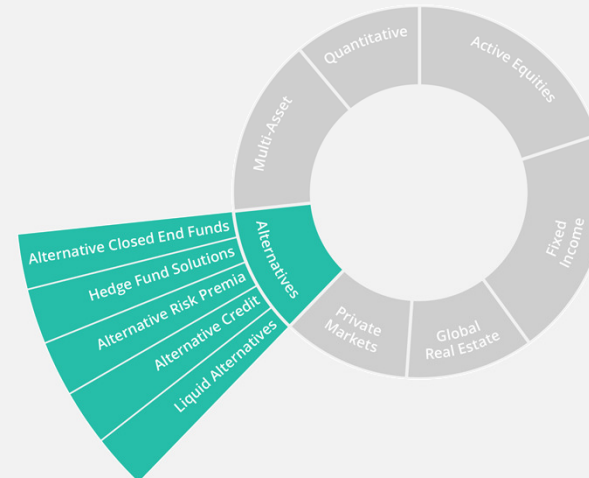 Quantitative
Active Equities
Multi-Asset
Fixed
Income
Alternatives
Private
Markets
Global
Real Estate
Alternative Closed End Funds
Hedge Fund Solutions
Alternative Risk Premia
Alternative Credit
Liquid Alternatives